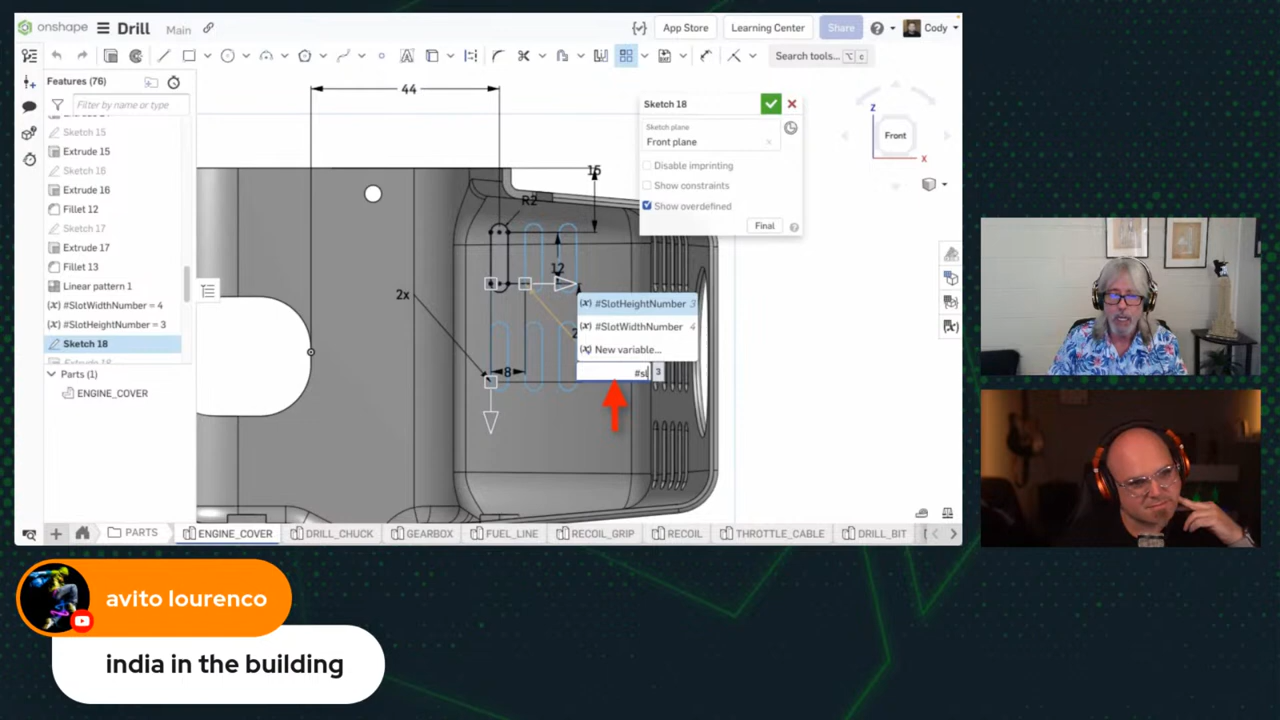 onshape
Drill
Main
App Store
Learning Center
Share
Cody
Search tools...
⌥
c
Features (76)
Filter by name or type
Sketch 15
Extrude 15
Sketch 16
Extrude 16
Fillet 12
Sketch 17
Extrude 17
Fillet 13
Linear pattern 1
(x) #SlotWidthNumber = 4
(x) #SlotHeightNumber = 3
Sketch 18
Extrude 18
Parts (1)
ENGINE_COVER
44
15
R2
12
2x
8
Sketch 18
Sketch plane
Front plane
Disable imprinting
Show constraints
Show overdefined
Final
Z
Front
X
(x) #SlotHeightNumber 3
(x) #SlotWidthNumber 4
(x) New variable...
#sl
3
PARTS
ENGINE_COVER
DRILL_CHUCK
GEARBOX
FUEL_LINE
RECOIL_GRIP
RECOIL
THROTTLE_CABLE
DRILL_BIT
avito lourenco
india in the building